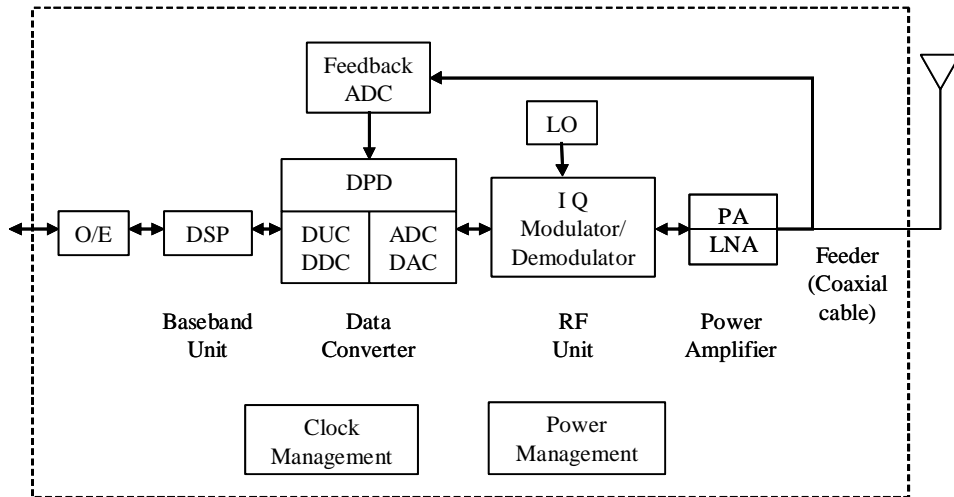 Feedback
ADC
LO
DPD
I Q
Modulator/
Demodulator
PA
LNA
O/E
DSP
DUC
DDC
ADC
DAC
Feeder
(Coaxial
cable)
Baseband
Unit
Data
Converter
RF
Unit
Power
Amplifier
Clock
Management
Power
Management